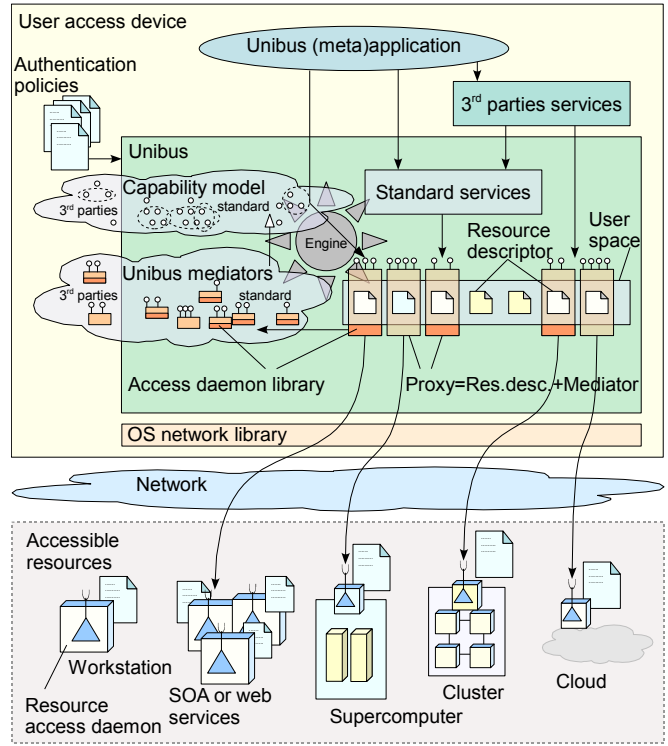 User access device
Unibus (meta)application
Authentication
policies
3rd parties services
Unibus
Capability model
3rd parties
standard
Standard services
Engine
Resource
descriptor
User
space
Unibus mediators
3rd parties
standard
Access daemon library
Proxy=Res.desc.+Mediator
OS network library
Network
Accessible
resources
Workstation
Resource
access daemon
SOA or web
services
Supercomputer
Cluster
Cloud